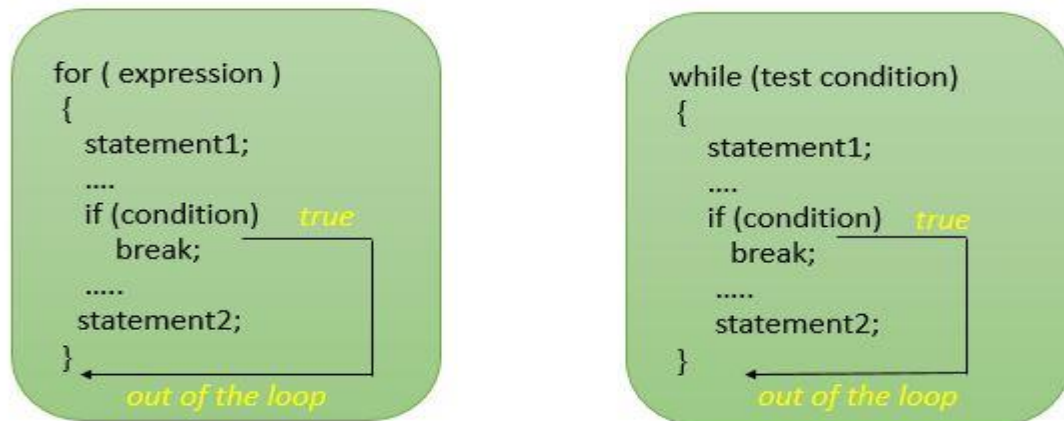 for ( expression )
{
statement1;
....
if (condition) true
break;
.....
statement2;
}
out of the loop
while (test condition)
{
statement1;
....
if (condition) true
break;
.....
statement2;
}
out of the loop